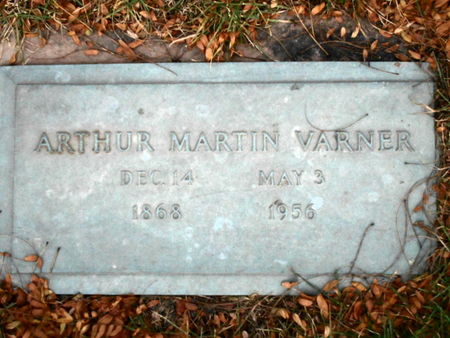 ARTHUR MARTIN VARNER
DEC. 14 MAY 3
1868 1956